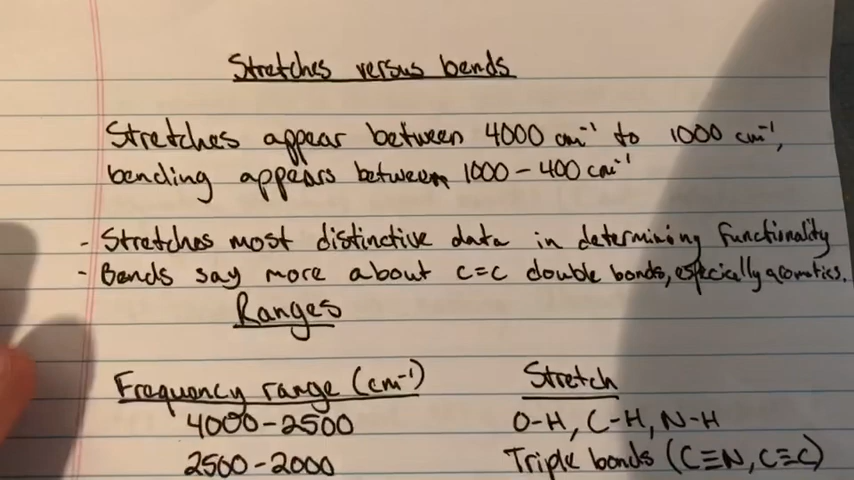 Stretches versus bends
Stretches appear between 4000 cm⁻¹ to 1000 cm⁻¹,
bending appears between 1000 - 400 cm⁻¹
- Stretches most distinctive data in determining functionality
- Bends say more about C=C double bonds, especially aromatics.
Ranges
Frequency range (cm⁻¹) Stretch
4000-2500 O-H, C-H, N-H
2500-2000 Triple bonds (C≡N, C≡C)